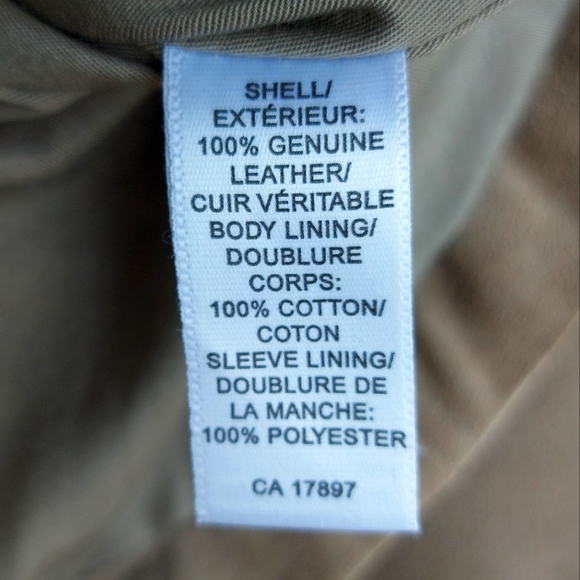 SHELL/
EXTÉRIEUR:
100% GENUINE
LEATHER/
CUIR VÉRITABLE
BODY LINING/
DOUBLURE
CORPS:
100% COTTON/
COTON
SLEEVE LINING/
DOUBLURE DE
LA MANCHE:
100% POLYESTER
CA 17897